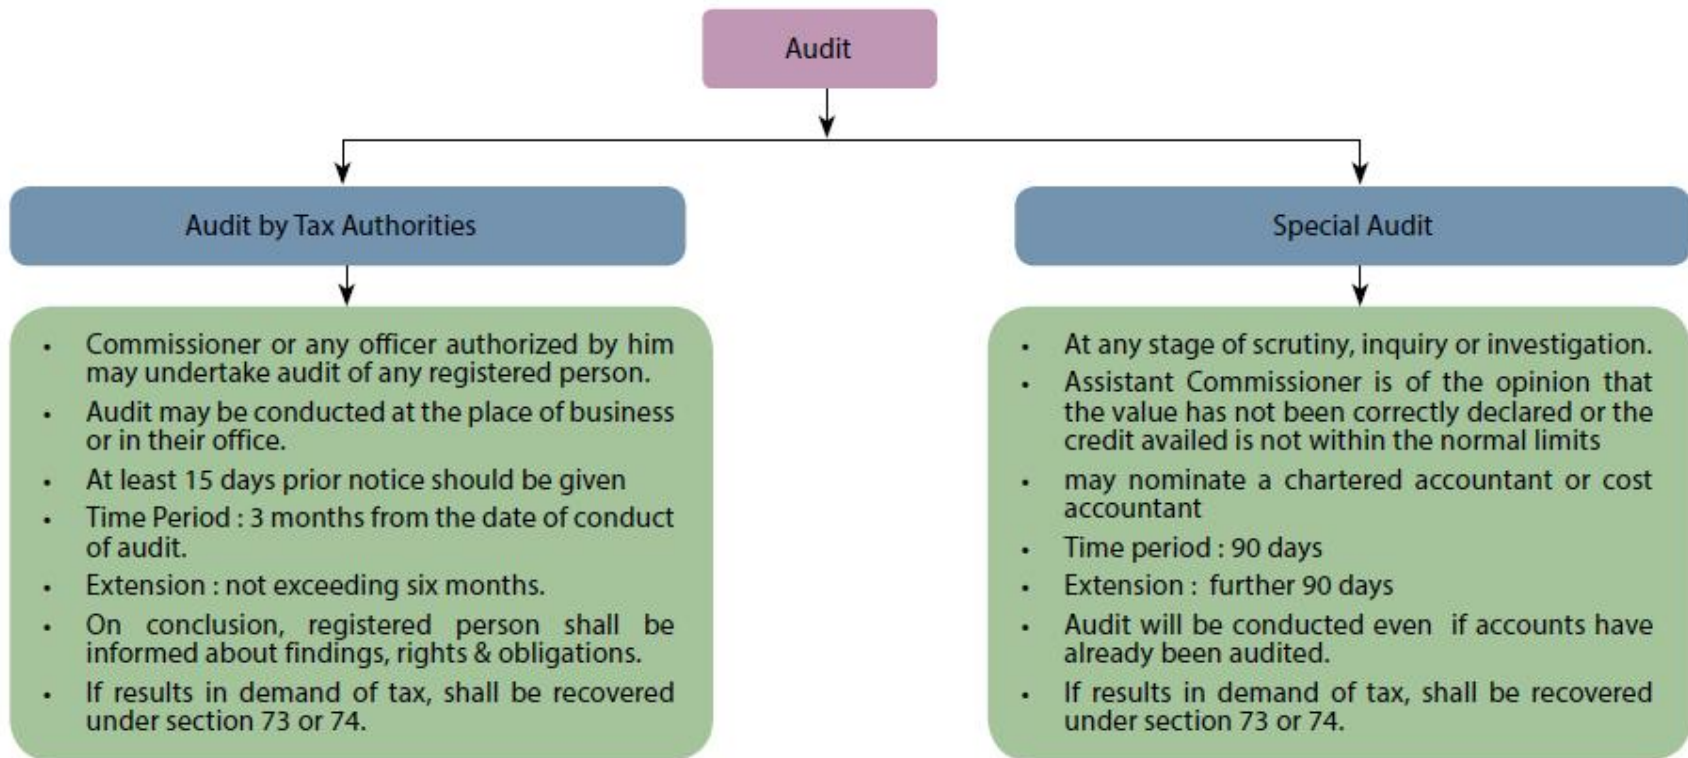 Audit
Audit by Tax Authorities
• Commissioner or any officer authorized by him
may undertake audit of any registered person.
• Audit may be conducted at the place of business
or in their office.
• At least 15 days prior notice should be given
• Time Period : 3 months from the date of conduct
of audit.
• Extension : not exceeding six months.
• On conclusion, registered person shall be
informed about findings, rights & obligations.
• If results in demand of tax, shall be recovered
under section 73 or 74.
Special Audit
• At any stage of scrutiny, inquiry or investigation.
• Assistant Commissioner is of the opinion that
the value has not been correctly declared or the
credit availed is not within the normal limits
• may nominate a chartered accountant or cost
accountant
• Time period : 90 days
• Extension : further 90 days
• Audit will be conducted even if accounts have
already been audited.
• If results in demand of tax, shall be recovered
under section 73 or 74.